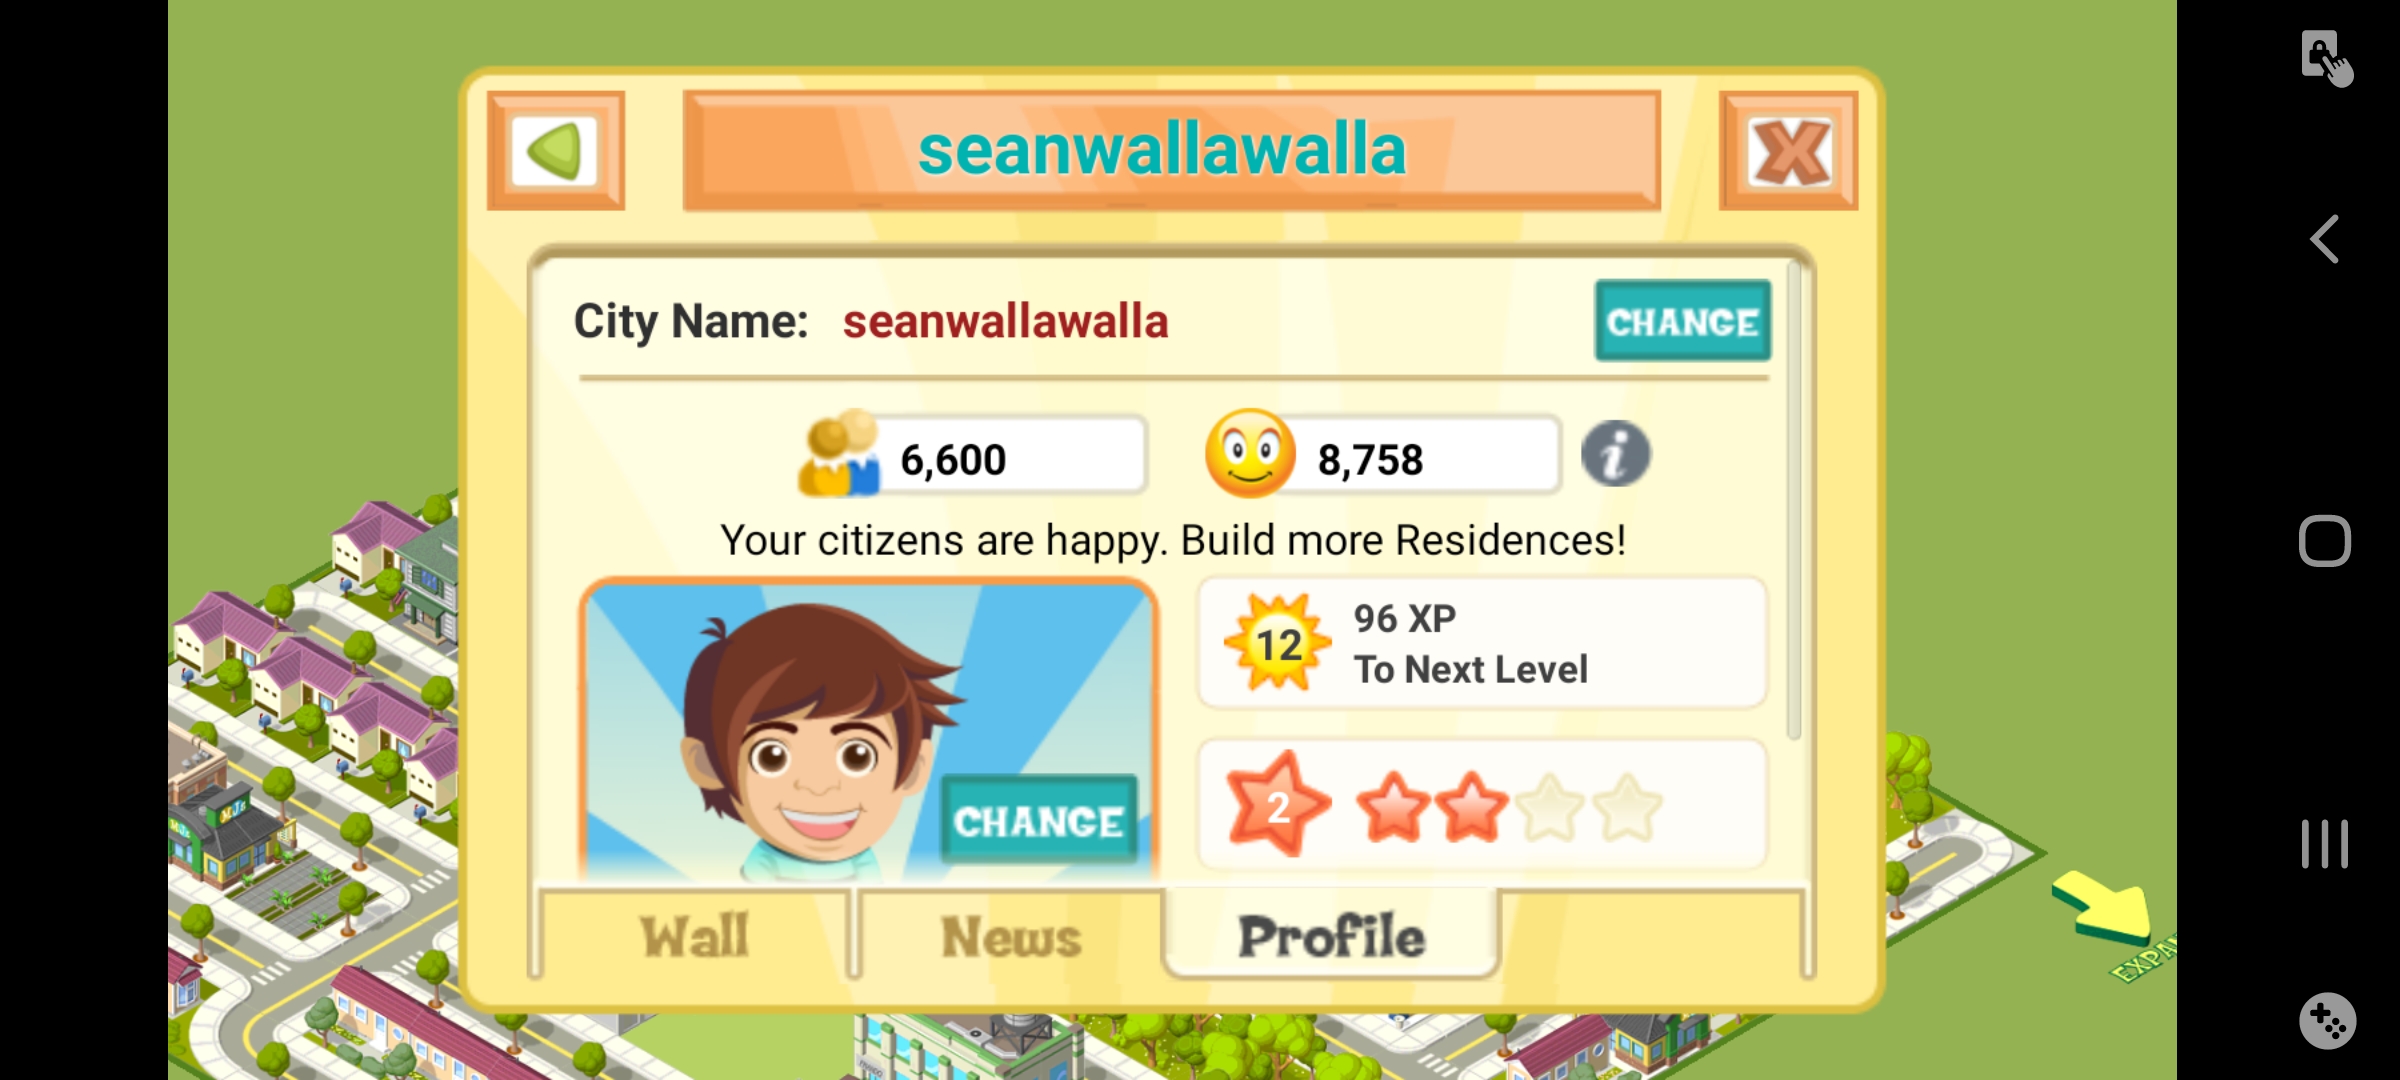 seanwallawalla
City Name: seanwallawalla
CHANGE
6,600
8,758
i
Your citizens are happy. Build more Residences!
12
96 XP
To Next Level
CHANGE
2
Wall
News
Profile